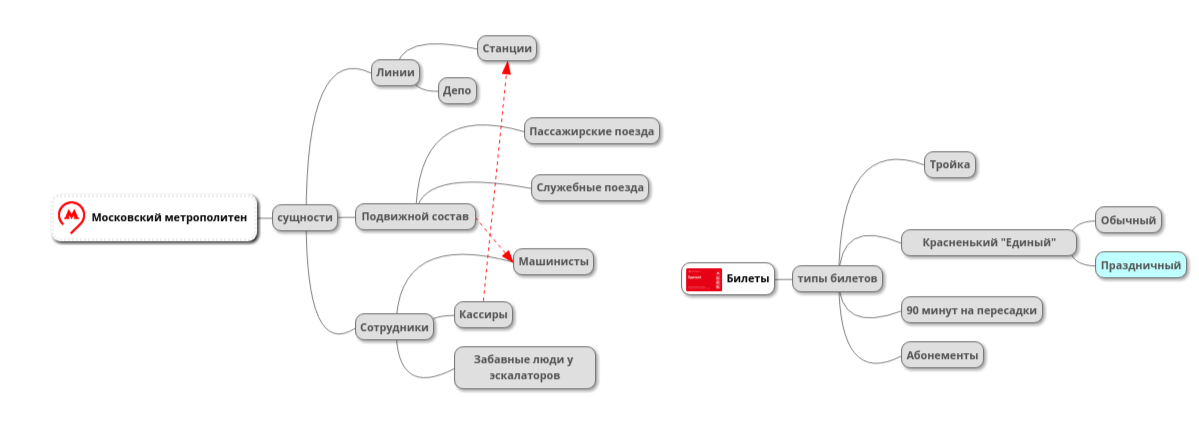 Московский метрополитен
сущности
Линии
Станции
Депо
Подвижной состав
Пассажирские поезда
Служебные поезда
Сотрудники
Машинисты
Кассиры
Забавные люди у
эскалаторов
Билеты
типы билетов
Тройка
Красненький "Единый"
Обычный
Праздничный
90 минут на пересадки
Абонементы